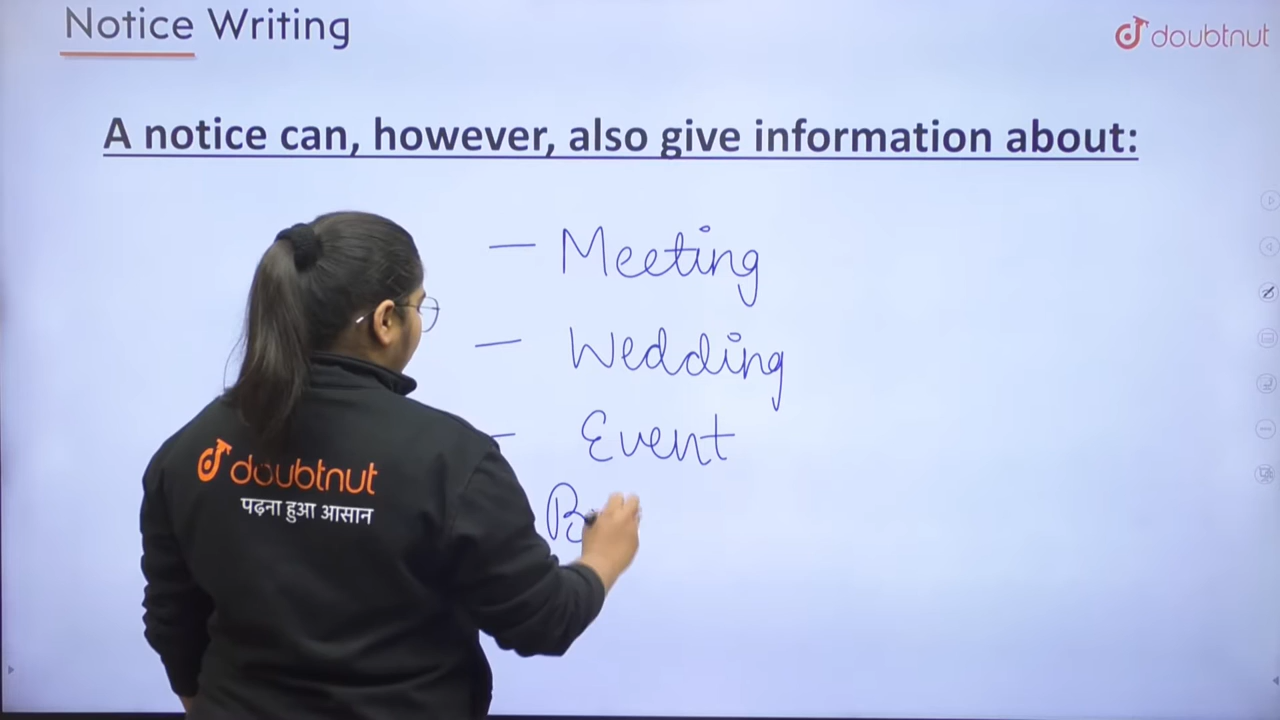 Notice Writing
doubtnut
A notice can, however, also give information about:
— Meeting
— Wedding
— Event
B
doubtnut
पढ़ना हुआ आसान